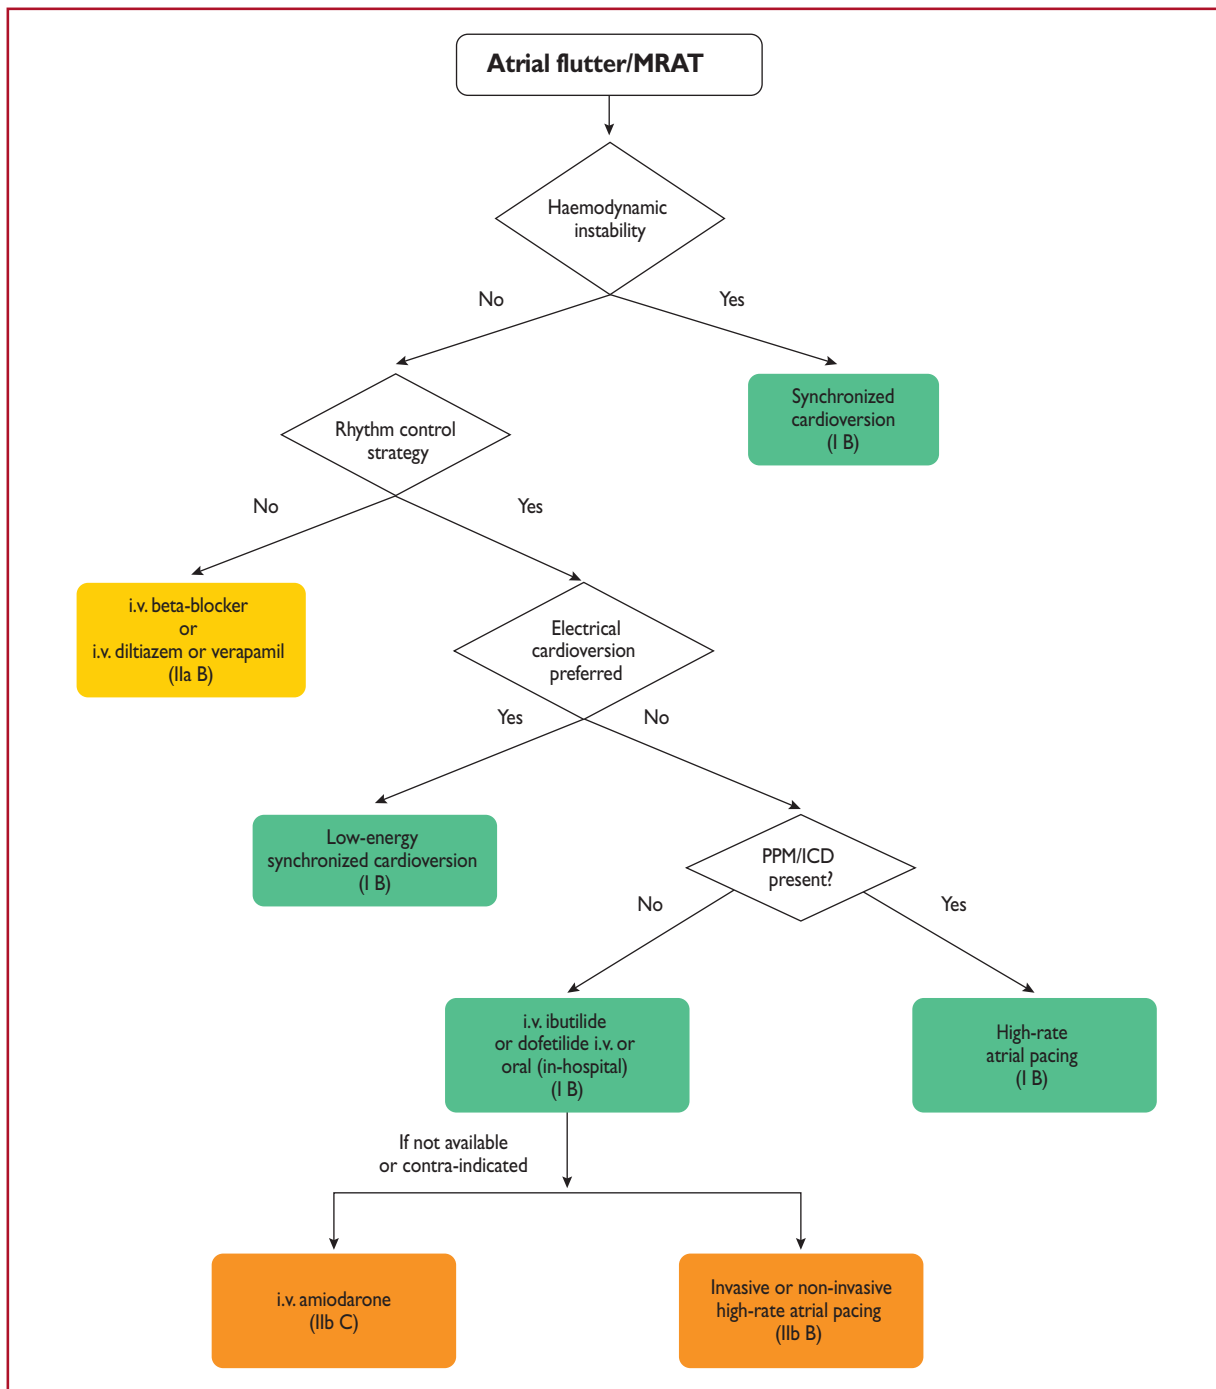 Atrial flutter/MRAT
Haemodynamic
instability
No
Yes
Rhythm control
strategy
Synchronized
cardioversion
(I B)
No
Yes
i.v. beta-blocker
or
i.v. diltiazem or verapamil
(IIa B)
Electrical
cardioversion
preferred
Yes
No
Low-energy
synchronized cardioversion
(I B)
PPM/ICD
present?
No
Yes
i.v. ibutilide
or dofetilide i.v. or
oral (in-hospital)
(I B)
High-rate
atrial pacing
(I B)
If not available
or contra-indicated
i.v. amiodarone
(IIb C)
Invasive or non-invasive
high-rate atrial pacing
(IIb B)